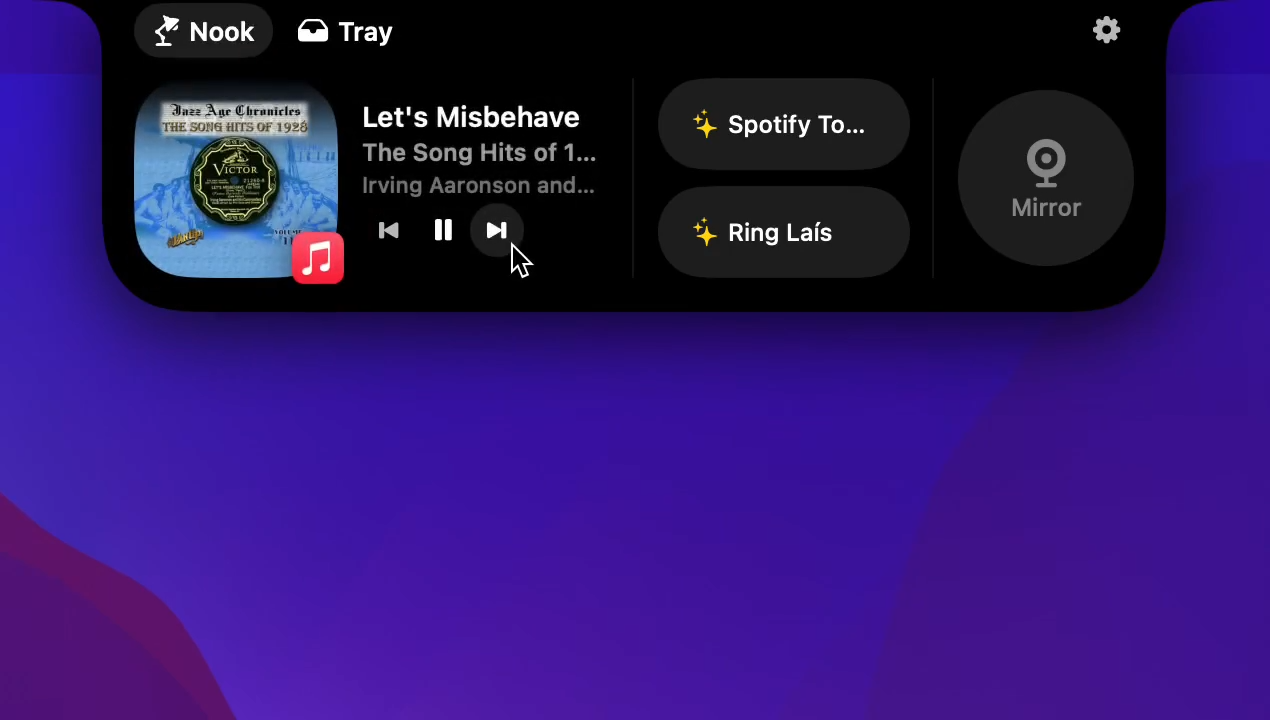 Nook
Tray
Jazz Age Chronicles
THE SONG HITS OF 1928
VICTOR
Let's Misbehave
The Song Hits of 1...
Irving Aaronson and...
Spotify To...
Ring Laís
Mirror